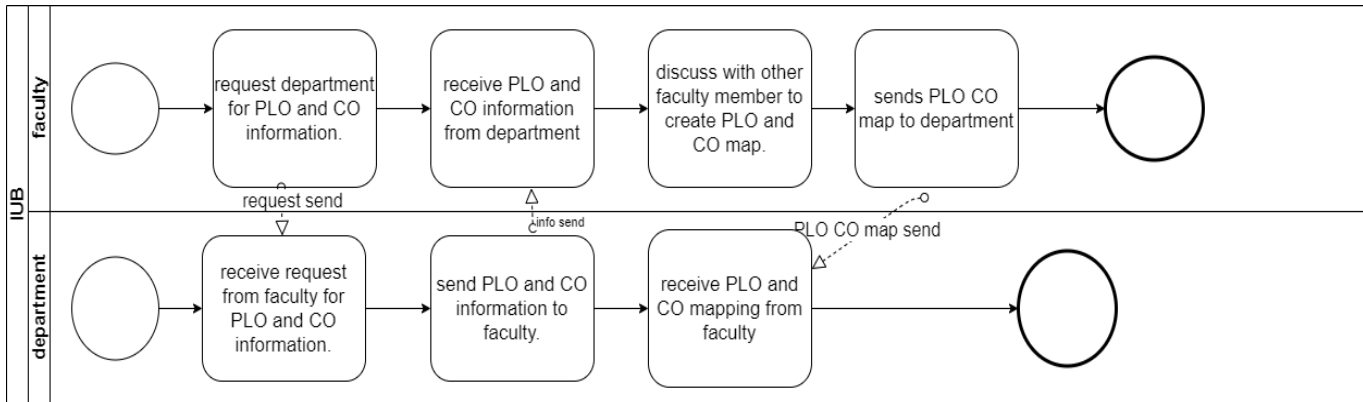 IUB
faculty
request department
for PLO and CO
information.
receive PLO and
CO information
from department
discuss with other
faculty member to
create PLO and
CO map.
sends PLO CO
map to department
request send
info send
PLO CO map send
department
receive request
from faculty for
PLO and CO
information.
send PLO and CO
information to
faculty.
receive PLO and
CO mapping from
faculty